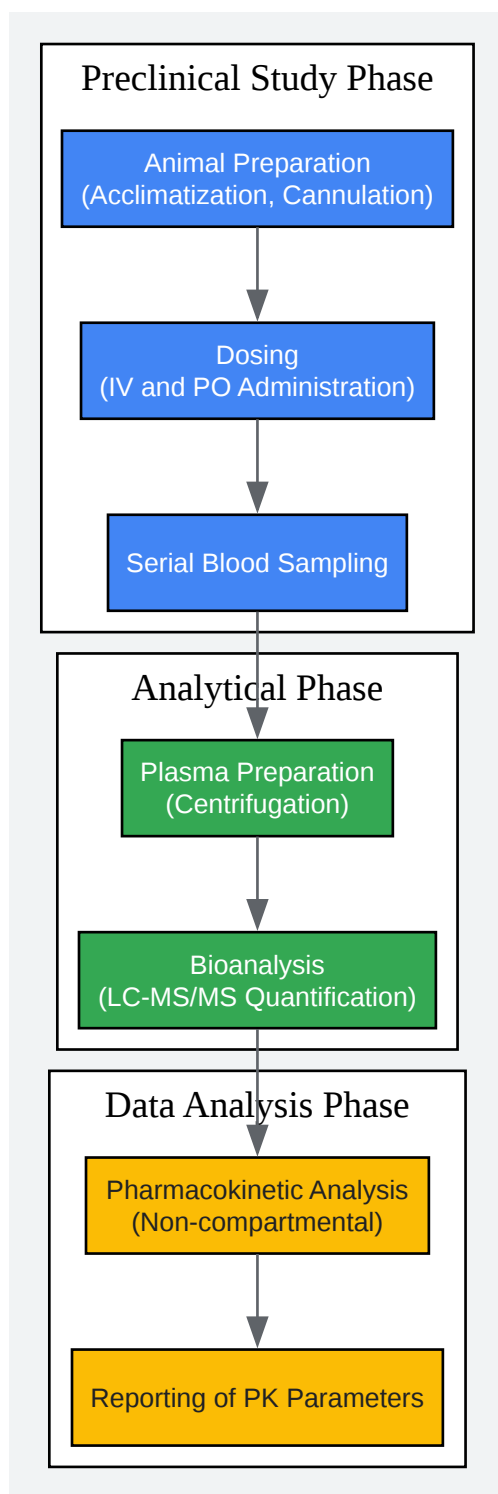 Preclinical Study Phase
Animal Preparation
(Acclimatization, Cannulation)
Dosing
(IV and PO Administration)
Serial Blood Sampling
Analytical Phase
Plasma Preparation
(Centrifugation)
Bioanalysis
(LC-MS/MS Quantification)
Data Analysis Phase
Pharmacokinetic Analysis
(Non-compartmental)
Reporting of PK Parameters